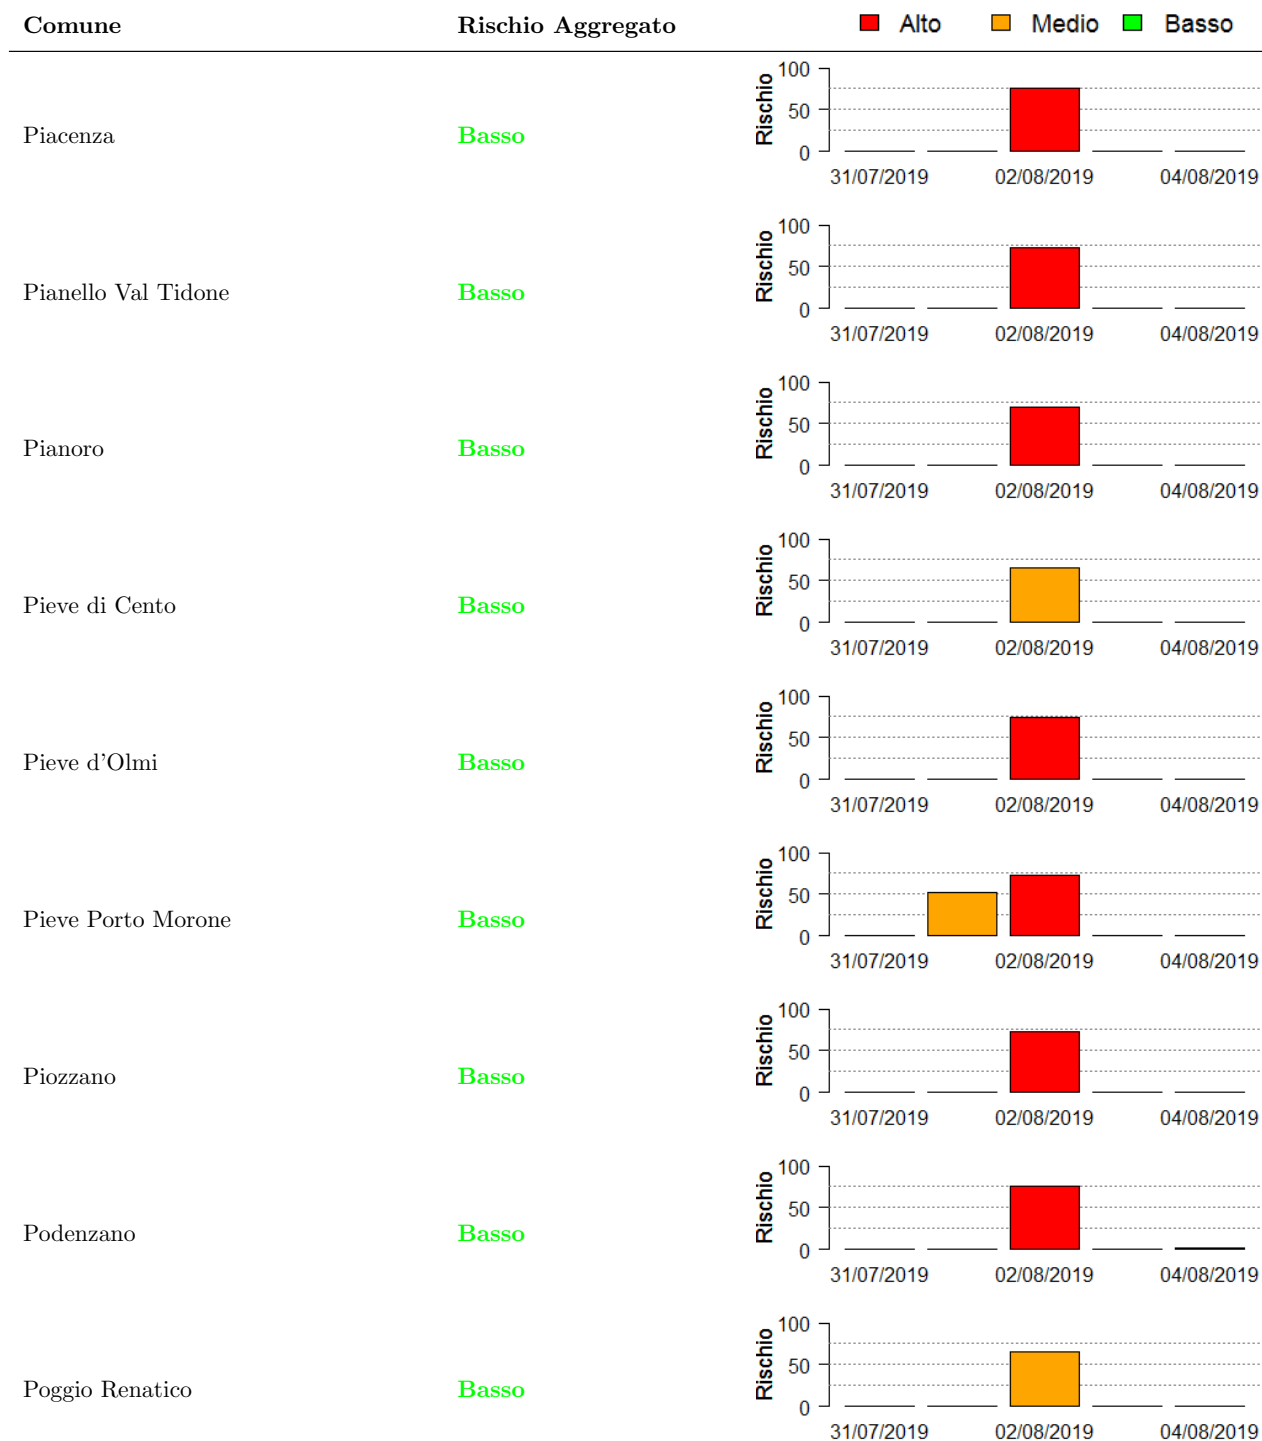 Comune Rischio Aggregato Alto Medio Basso
100
50
0
Rischio
Piacenza Basso
31/07/2019 02/08/2019 04/08/2019
100
50
0
Rischio
Pianello Val Tidone Basso
31/07/2019 02/08/2019 04/08/2019
100
50
0
Rischio
Pianoro Basso
31/07/2019 02/08/2019 04/08/2019
100
50
0
Rischio
Pieve di Cento Basso
31/07/2019 02/08/2019 04/08/2019
100
50
0
Rischio
Pieve d'Olmi Basso
31/07/2019 02/08/2019 04/08/2019
100
50
0
Rischio
Pieve Porto Morone Basso
31/07/2019 02/08/2019 04/08/2019
100
50
0
Rischio
Piozzano Basso
31/07/2019 02/08/2019 04/08/2019
100
50
0
Rischio
Podenzano Basso
31/07/2019 02/08/2019 04/08/2019
100
50
0
Rischio
Poggio Renatico Basso
31/07/2019 02/08/2019 04/08/2019